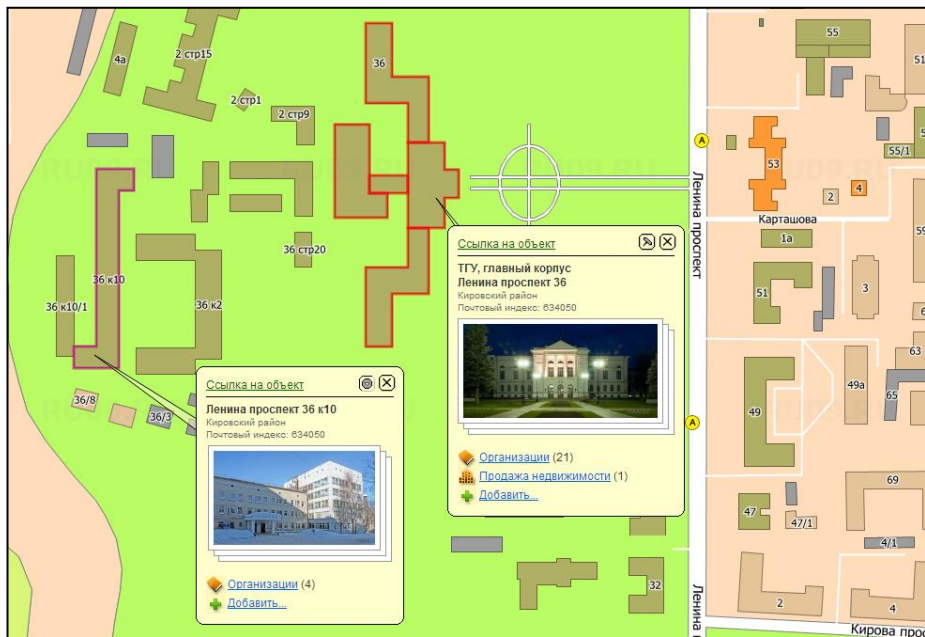 55
51
36
2 стр15
4а
2 стр1
2 стр9
А
55/1
53
4
2
Карташова
Ленина проспект
1а
59
36 стр20
36 к10
36 к2
36 к10/1
51
3
63
49а
65
49
36/8
36/3
69
47
47/1
4/1
32
2
4
Кирова прос
Ленина п
А
Ссылка на объект
ТГУ, главный корпус
Ленина проспект 36
Кировский район
Почтовый индекс: 634050
Организации (21)
Продажа недвижимости (1)
Добавить...
Ссылка на объект
Ленина проспект 36 к10
Кировский район
Почтовый индекс: 634050
Организации (4)
Добавить...